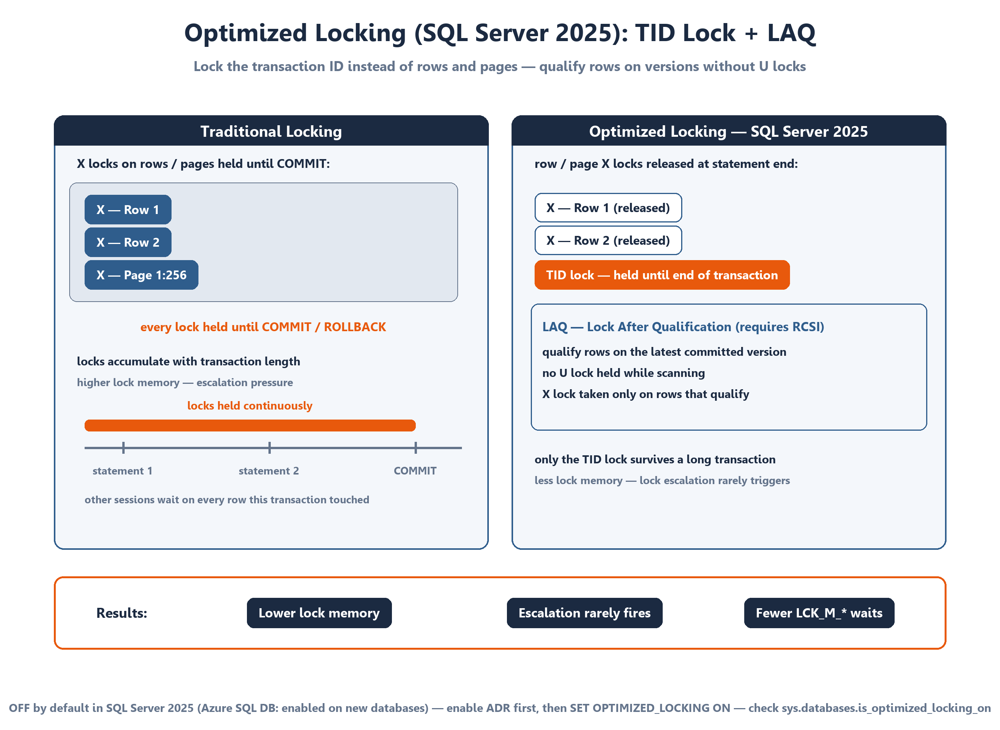 Optimized Locking (SQL Server 2025): TID Lock + LAQ
Lock the transaction ID instead of rows and pages — qualify rows on versions without U locks
Traditional Locking
X locks on rows / pages held until COMMIT:
X — Row 1
X — Row 2
X — Page 1:256
every lock held until COMMIT / ROLLBACK
locks accumulate with transaction length
higher lock memory — escalation pressure
locks held continuously
statement 1
statement 2
COMMIT
other sessions wait on every row this transaction touched
Optimized Locking — SQL Server 2025
row / page X locks released at statement end:
X — Row 1 (released)
X — Row 2 (released)
TID lock — held until end of transaction
LAQ — Lock After Qualification (requires RCSI)
qualify rows on the latest committed version
no U lock held while scanning
X lock taken only on rows that qualify
only the TID lock survives a long transaction
less lock memory — lock escalation rarely triggers
Results:
Lower lock memory
Escalation rarely fires
Fewer LCK_M_* waits
OFF by default in SQL Server 2025 (Azure SQL DB: enabled on new databases) — enable ADR first, then SET OPTIMIZED_LOCKING ON — check sys.databases.is_optimized_locking_on